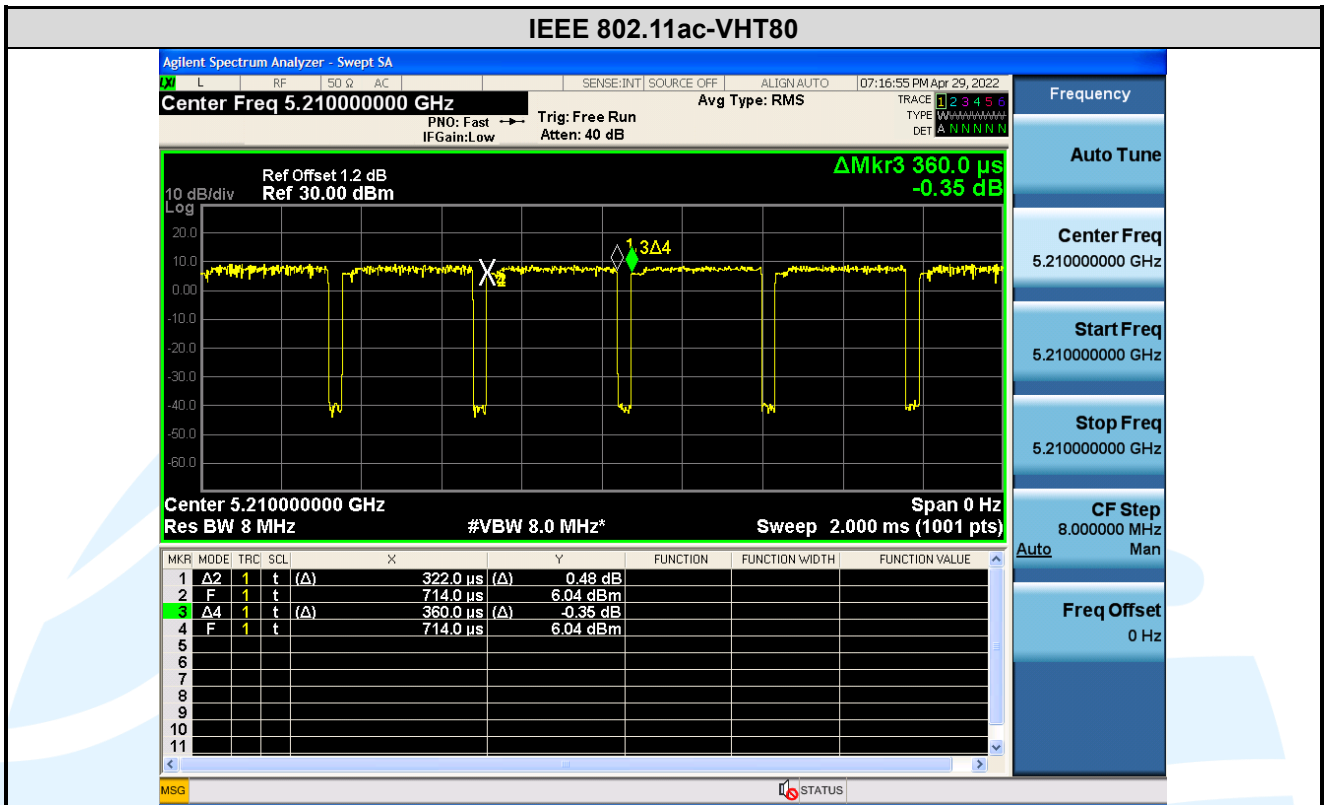 IEEE 802.11ac-VHT80
Agilent Spectrum Analyzer - Swept SA
LXI L RF 50 Ω AC SENSE:INT SOURCE OFF ALIGN AUTO 07:16:55 PM Apr 29, 2022
Center Freq 5.210000000 GHz
PNO: Fast
IFGain:Low
Trig: Free Run
Atten: 40 dB
Avg Type: RMS
TRACE 1 2 3 4 5 6
TYPE
DET A N N N N N
ΔMkr3 360.0 µs
-0.35 dB
Ref Offset 1.2 dB
10 dB/div Ref 30.00 dBm
Log
20.0
10.0
0.00
-10.0
-20.0
-30.0
-40.0
-50.0
-60.0
3Δ4
Center 5.2100000000 GHz Span 0 Hz
Res BW 8 MHz #VBW 8.0 MHz* Sweep 2.000 ms (1001 pts)
MKR MODE TRC SCL X Y FUNCTION FUNCTION WIDTH FUNCTION VALUE
1 Δ2 1 t (Δ) 322.0 µs (Δ) 0.48 dB
2 F 1 t 714.0 µs 6.04 dBm
3 Δ4 1 t (Δ) 360.0 µs (Δ) -0.35 dB
4 F 1 t 714.0 µs 6.04 dBm
5
6
7
8
9
10
11
MSG STATUS
Frequency
Auto Tune
Center Freq
5.210000000 GHz
Start Freq
5.210000000 GHz
Stop Freq
5.210000000 GHz
CF Step
8.000000 MHz
Auto Man
Freq Offset
0 Hz